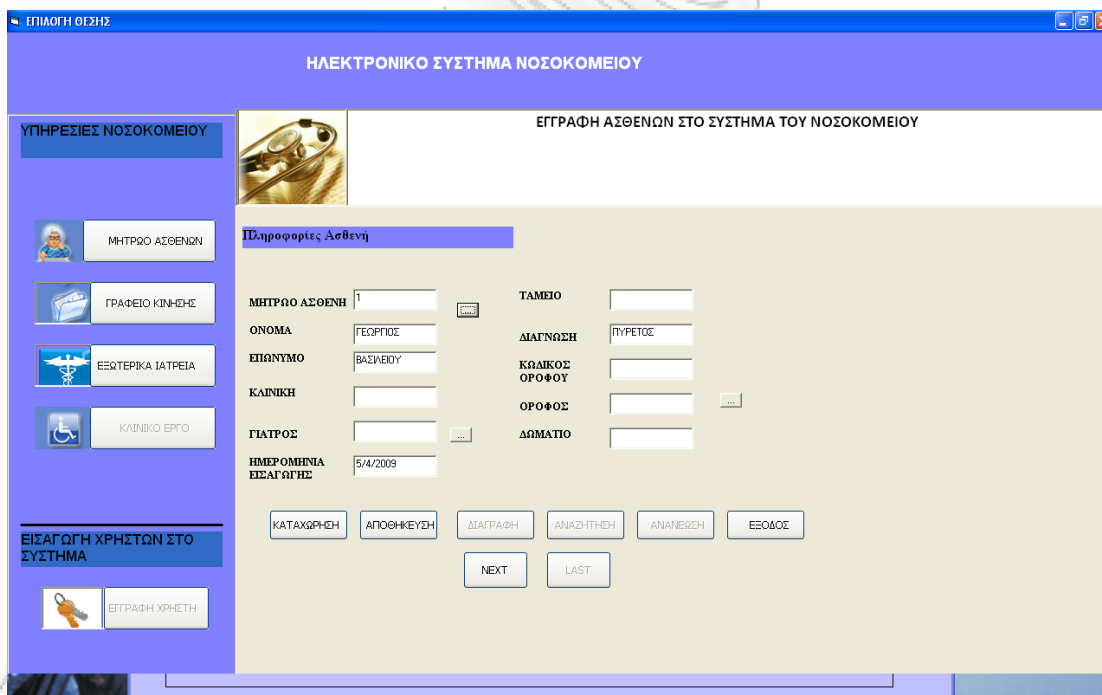 ΕΠΙΛΟΓΗ ΘΕΣΗΣ
ΗΛΕΚΤΡΟΝΙΚΟ ΣΥΣΤΗΜΑ ΝΟΣΟΚΟΜΕΙΟΥ
ΥΠΗΡΕΣΙΕΣ ΝΟΣΟΚΟΜΕΙΟΥ
ΕΓΓΡΑΦΗ ΑΣΘΕΝΩΝ ΣΤΟ ΣΥΣΤΗΜΑ ΤΟΥ ΝΟΣΟΚΟΜΕΙΟΥ
ΜΗΤΡΩΟ ΑΣΘΕΝΩΝ
ΓΡΑΦΕΙΟ ΚΙΝΗΣΗΣ
ΕΞΩΤΕΡΙΚΑ ΙΑΤΡΕΙΑ
ΚΛΙΝΙΚΟ ΕΡΓΟ
ΕΙΣΑΓΩΓΗ ΧΡΗΣΤΩΝ ΣΤΟ
ΣΥΣΤΗΜΑ
ΕΓΓΡΑΦΗ ΧΡΗΣΤΗ
Πληροφορίες Ασθενή
ΜΗΤΡΩΟ ΑΣΘΕΝΗ 1 ...
ΟΝΟΜΑ ΓΕΩΡΓΙΟΣ
ΕΠΩΝΥΜΟ ΒΑΣΙΛΕΙΟΥ
ΚΛΙΝΙΚΗ
ΓΙΑΤΡΟΣ ...
ΗΜΕΡΟΜΗΝΙΑ
ΕΙΣΑΓΩΓΗΣ 5/4/2009
ΤΑΜΕΙΟ
ΔΙΑΓΝΩΣΗ ΠΥΡΕΤΟΣ
ΚΩΔΙΚΟΣ
ΟΡΟΦΟΥ
ΟΡΟΦΟΣ ...
ΔΩΜΑΤΙΟ
ΚΑΤΑΧΩΡΗΣΗ ΑΠΟΘΗΚΕΥΣΗ ΔΙΑΓΡΑΦΗ ΑΝΑΖΗΤΗΣΗ ΑΝΑΝΕΩΣΗ ΕΞΟΔΟΣ
NEXT LAST